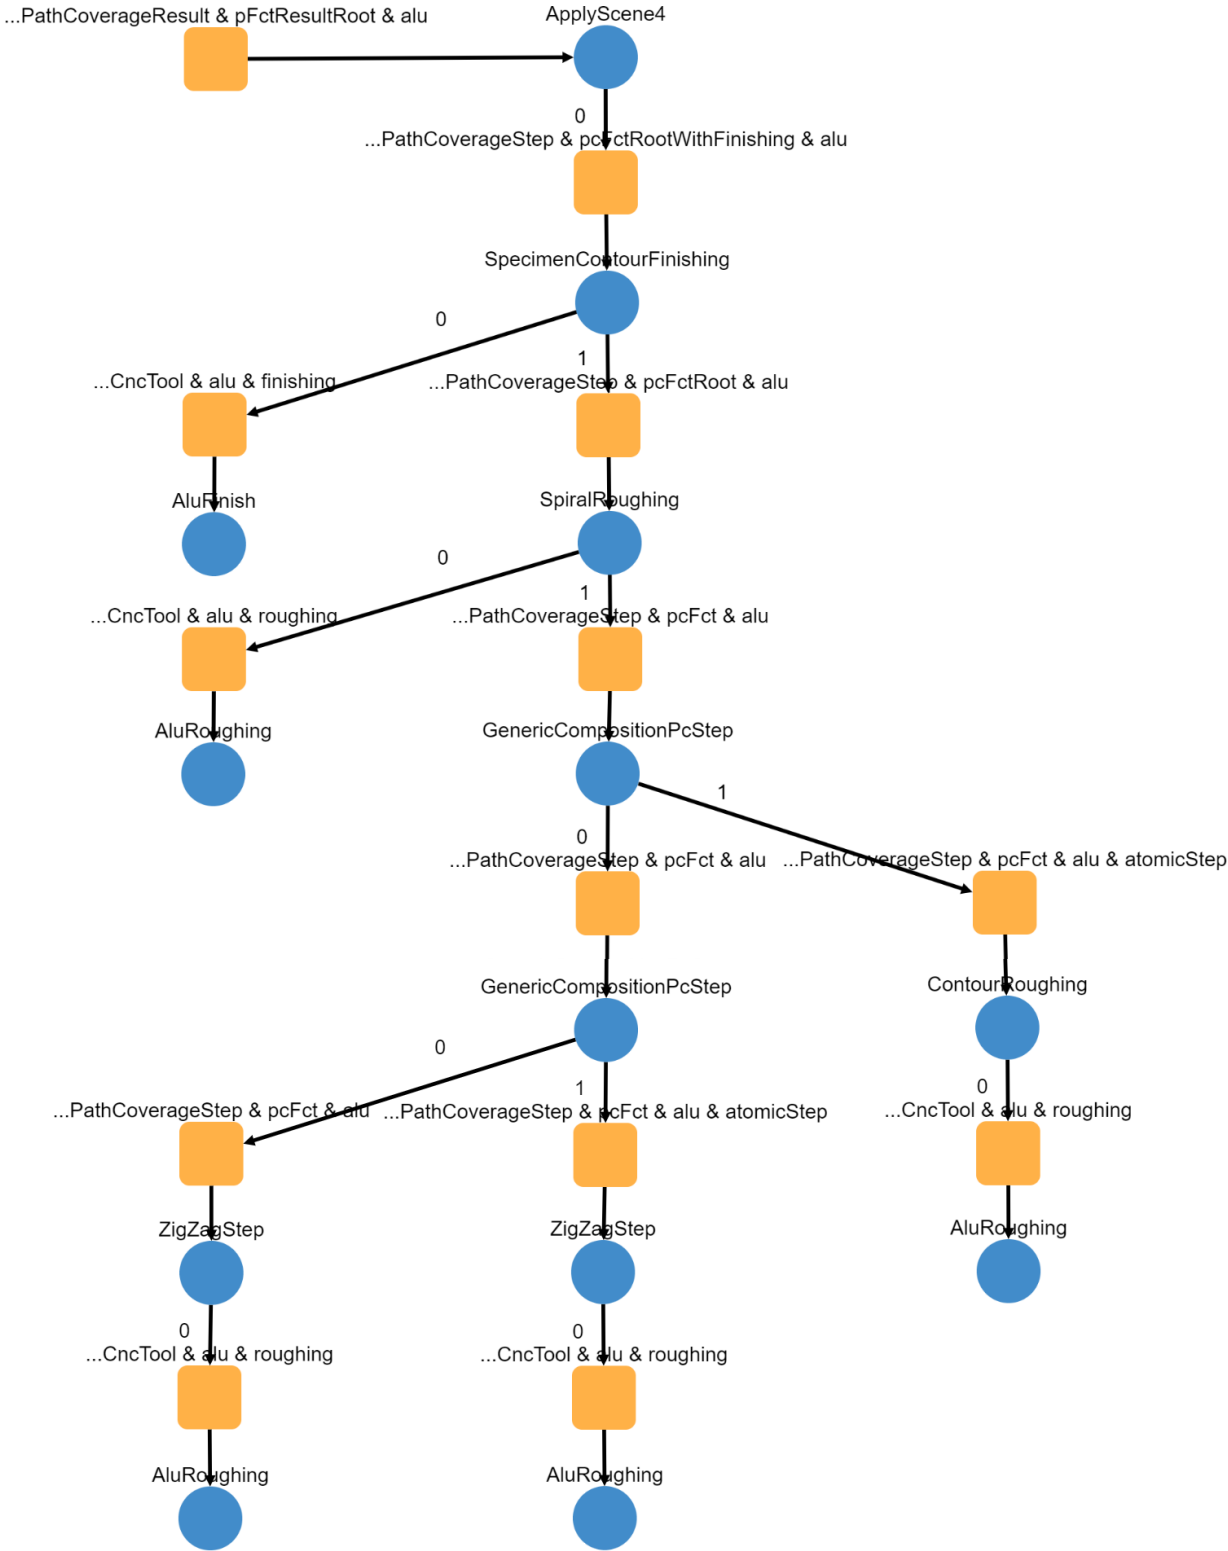 ...PathCoverageResult & pFctResultRoot & alu
ApplyScene4
0
...PathCoverageStep & pcFctRootWithFinishing & alu
SpecimenContourFinishing
0
1
...CncTool & alu & finishing
...PathCoverageStep & pcFctRoot & alu
AluFinish
SpiralRoughing
0
1
...CncTool & alu & roughing
...PathCoverageStep & pcFct & alu
AluRoughing
GenericCompositionPcStep
1
0
...PathCoverageStep & pcFct & alu
...PathCoverageStep & pcFct & alu & atomicStep
GenericCompositionPcStep
ContourRoughing
0
1
0
...PathCoverageStep & pcFct & alu
...PathCoverageStep & pcFct & alu & atomicStep
...CncTool & alu & roughing
ZigZagStep
ZigZagStep
AluRoughing
0
0
...CncTool & alu & roughing
...CncTool & alu & roughing
AluRoughing
AluRoughing